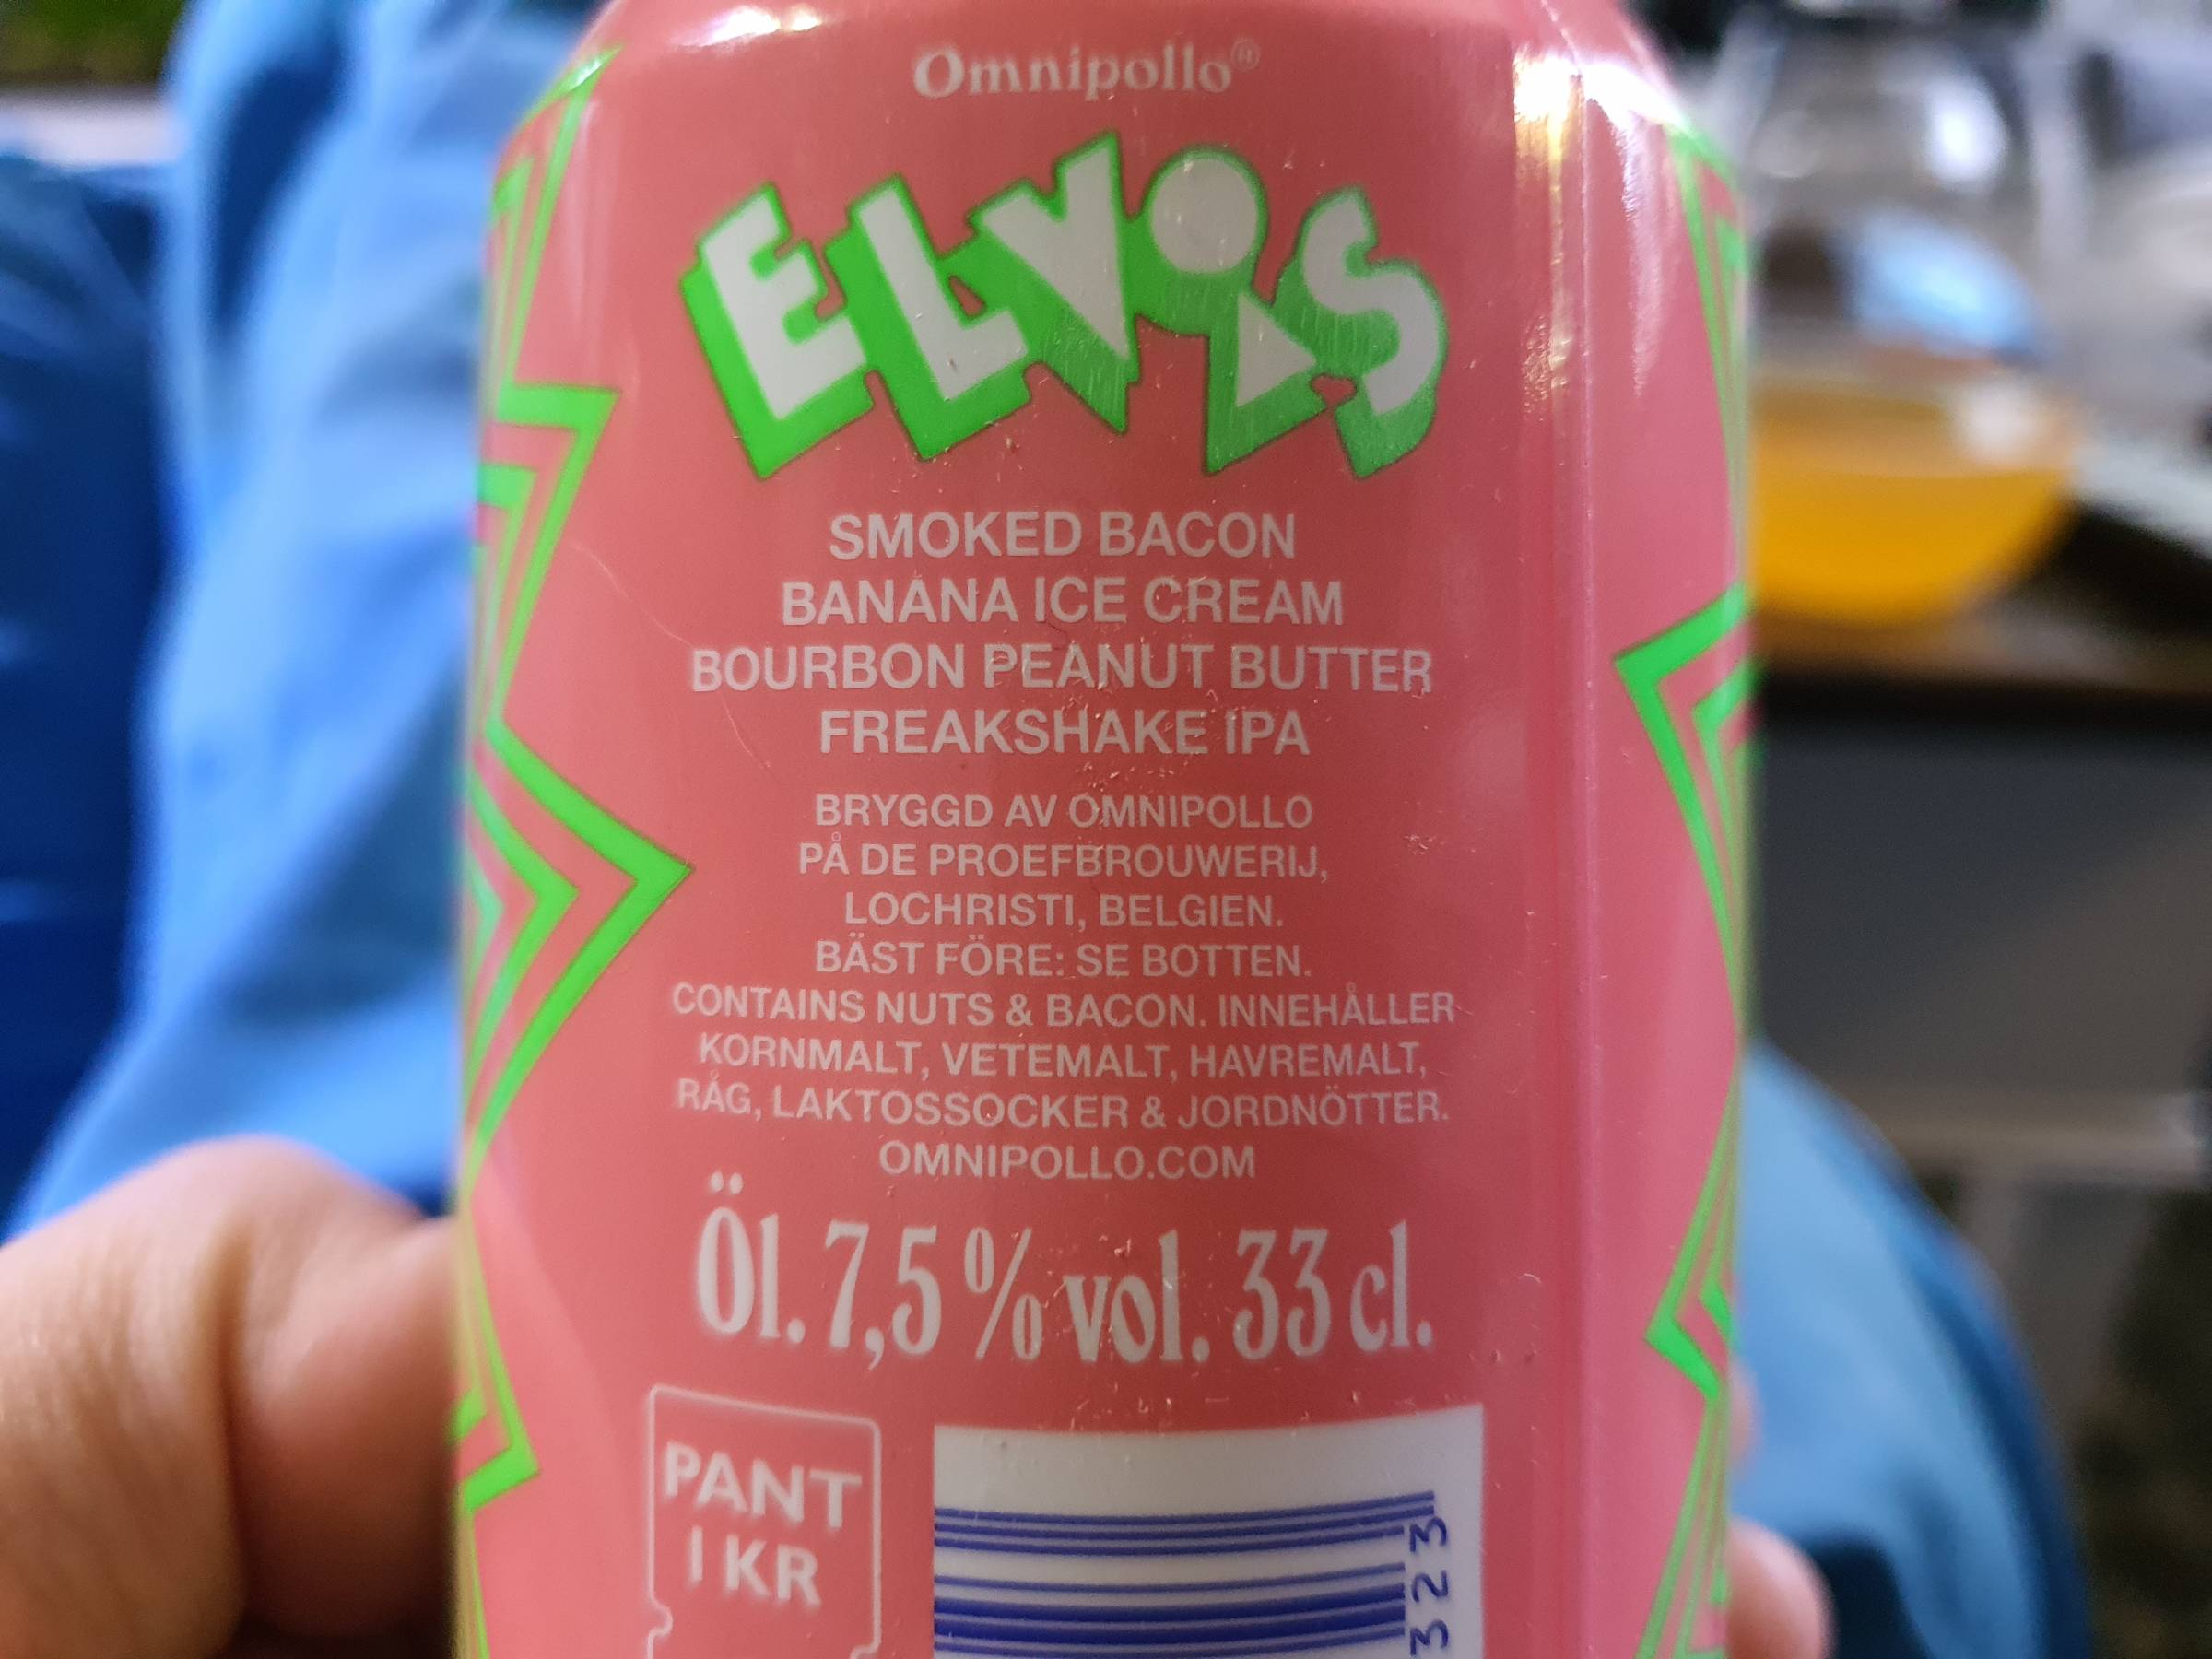 Omnipollo®
ELVIS
SMOKED BACON
BANANA ICE CREAM
BOURBON PEANUT BUTTER
FREAKSHAKE IPA
BRYGGD AV OMNIPOLLO
PÅ DE PROEFBROUWERIJ,
LOCHRISTI, BELGIEN.
BÄST FÖRE: SE BOTTEN.
CONTAINS NUTS & BACON. INNEHÅLLER
KORNMALT, VETEMALT, HAVREMALT,
RÅG, LAKTOSSOCKER & JORDNÖTTER.
OMNIPOLLO.COM
Öl. 7,5 % vol. 33 cl.
PANT
1 KR
323